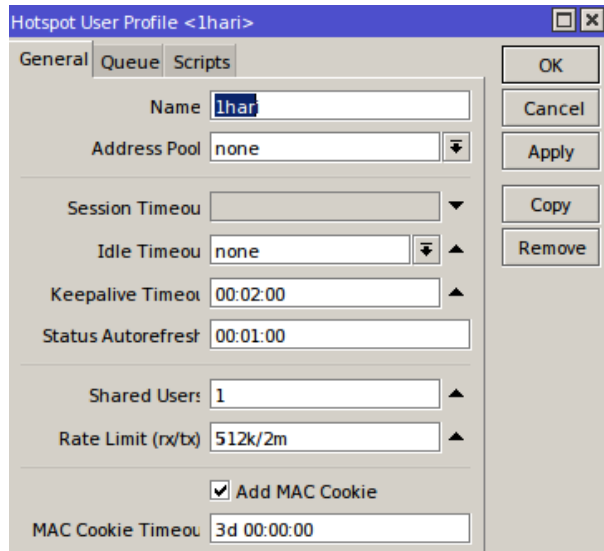 Hotspot User Profile <1hari>
General Queue Scripts
OK
Name 1hari
Cancel
Address Pool none
Apply
Session Timeou
Copy
Idle Timeou none
Remove
Keepalive Timeou 00:02:00
Status Autorefresh 00:01:00
Shared Users 1
Rate Limit (rx/tx) 512k/2m
Add MAC Cookie
MAC Cookie Timeou 3d 00:00:00